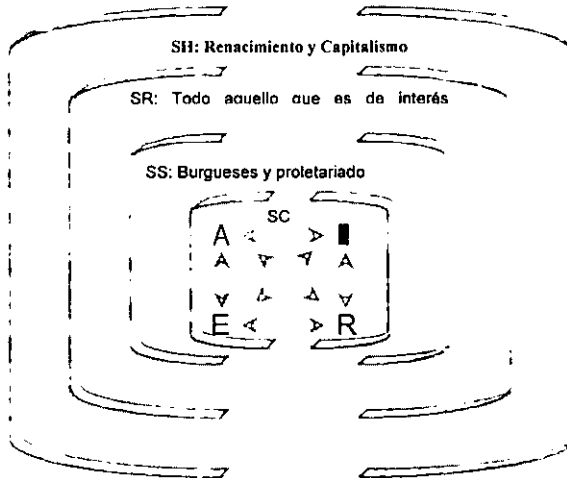 SH: Renacimiento y Capitalismo
SR: Todo aquello que es de interés
SS: Burgueses y proletariado
SC
A I
E R